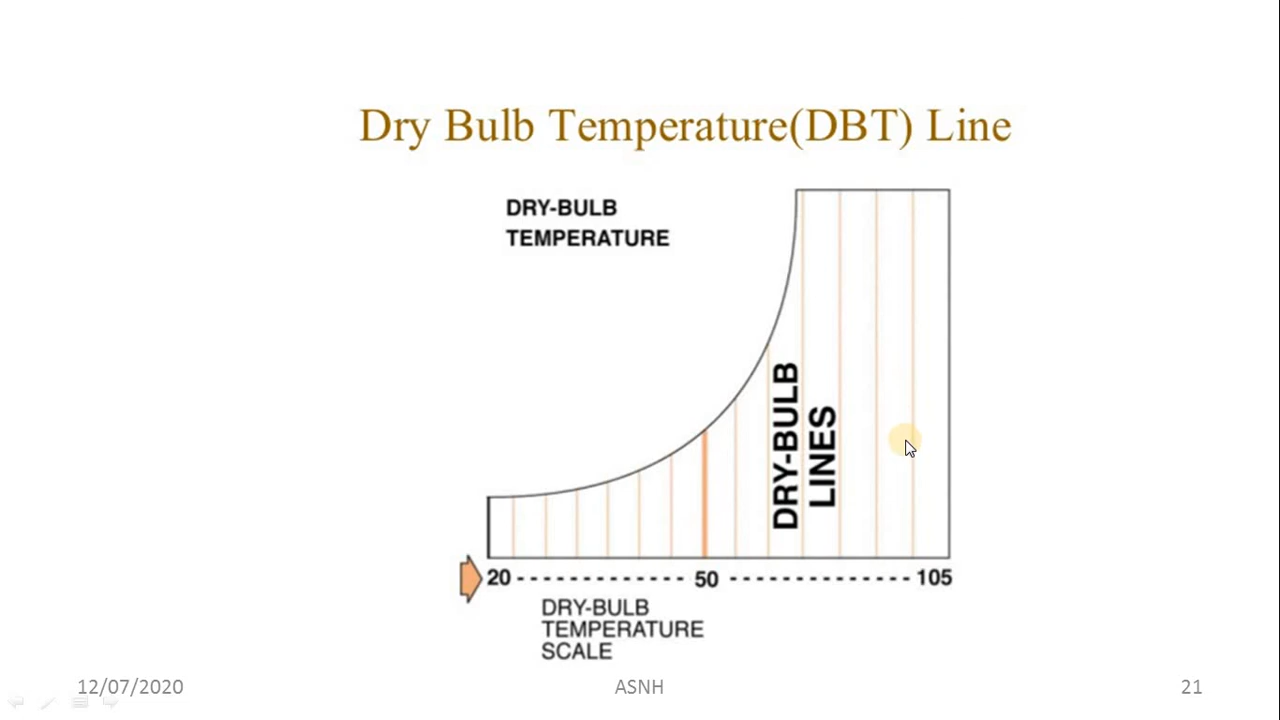 Dry Bulb Temperature(DBT) Line
DRY-BULB
TEMPERATURE
DRY-BULB
LINES
20 - - - - - - - - - - - - - - - - 50 - - - - - - - - - - - - - - - - 105
DRY-BULB
TEMPERATURE
SCALE
12/07/2020
ASNH
21